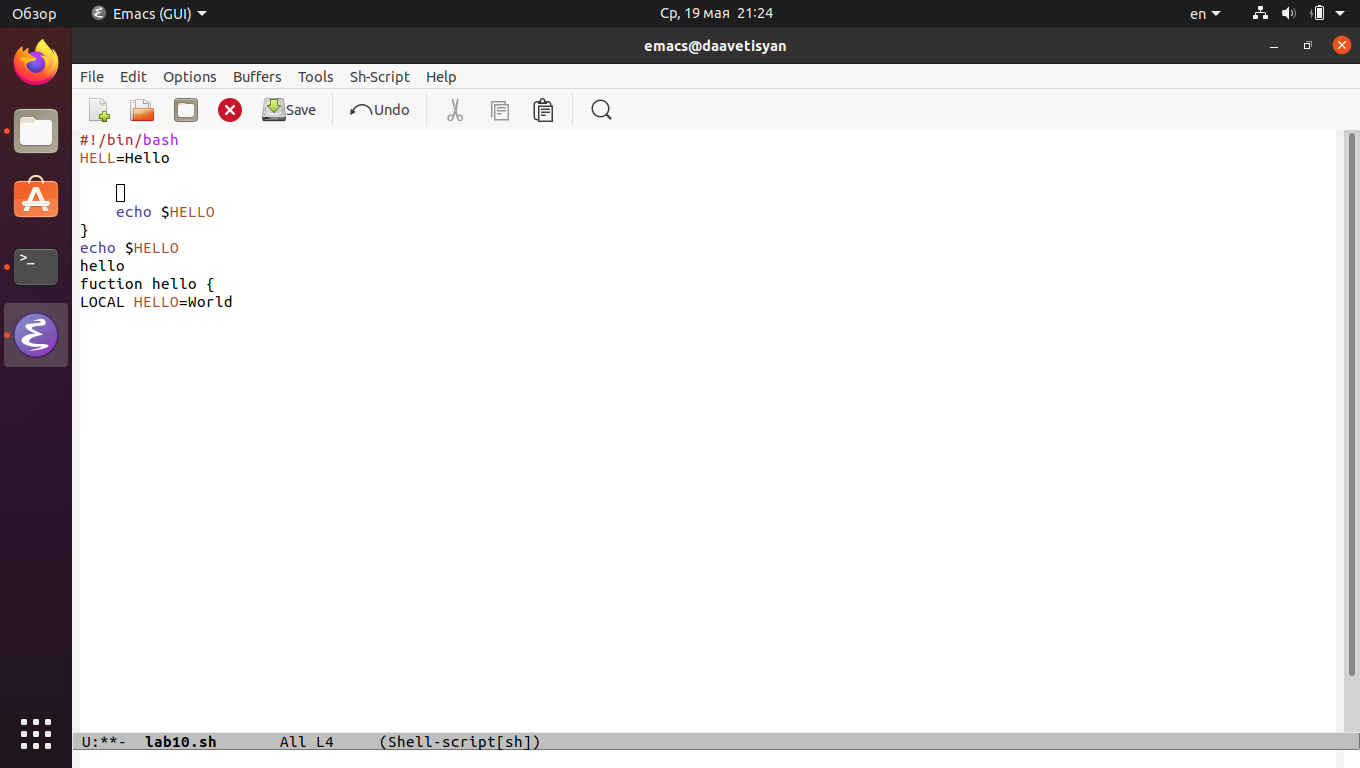 Обзор Emacs (GUI) Ср, 19 мая 21:24 en
emacs@daavetisyan
File Edit Options Buffers Tools Sh-Script Help
Save Undo
#!/bin/bash
HELL=Hello
echo $HELLO
}
echo $HELLO
hello
fuction hello {
LOCAL HELLO=World
U:**- lab10.sh All L4 (Shell-script[sh])